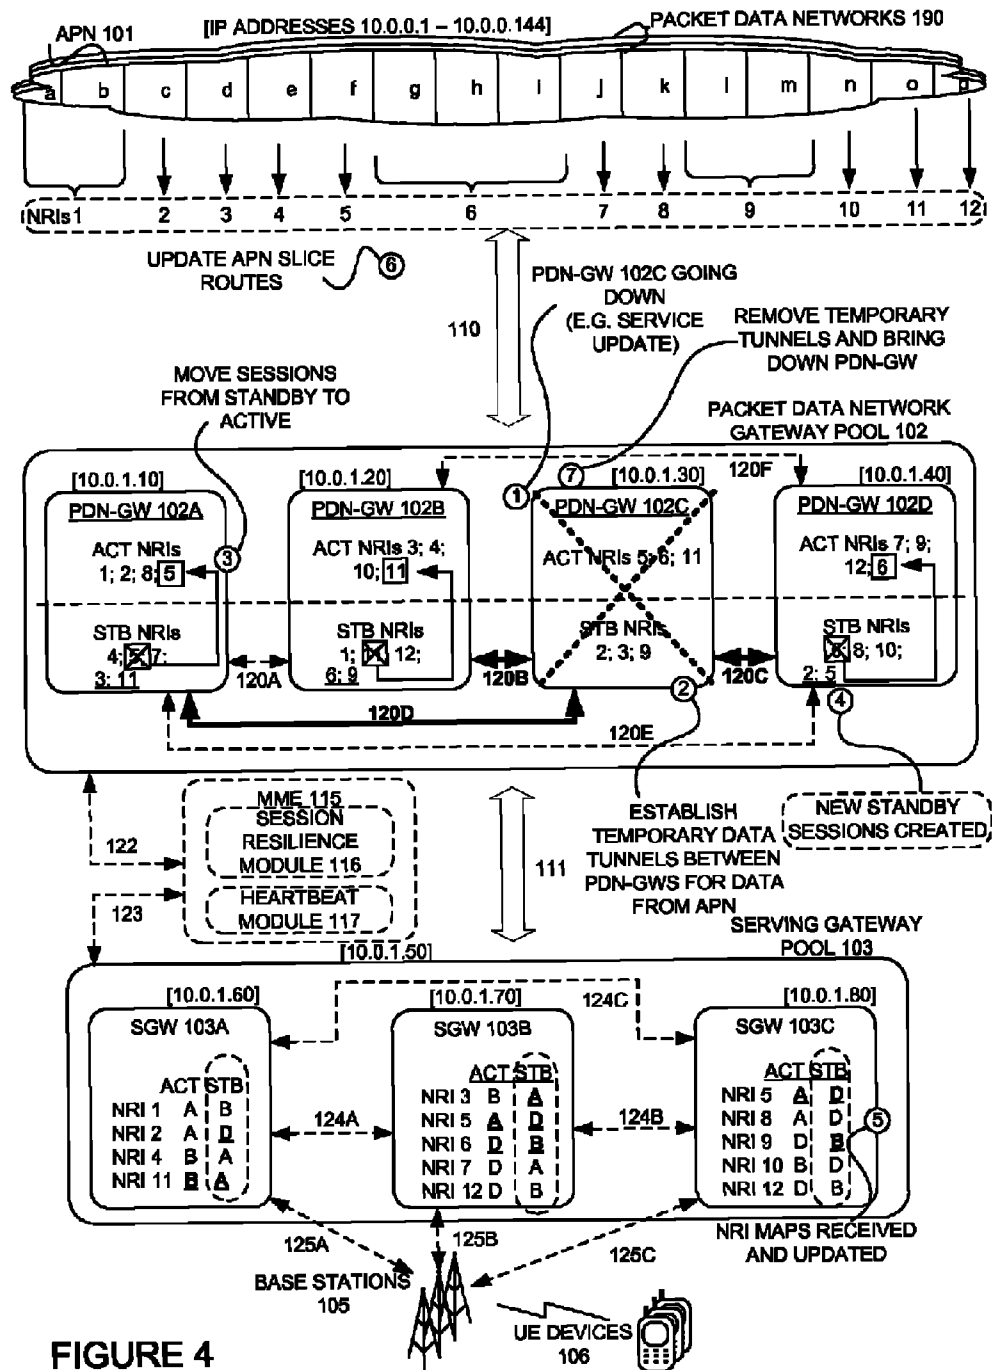 APN 101
[IP ADDRESSES 10.0.0.1 – 10.0.0.144]
PACKET DATA NETWORKS 190
a b c d e f g h i j k l m n o p
NRIs 1 2 3 4 5 6 7 8 9 10 11 12
UPDATE APN SLICE
ROUTES
6
110
PDN-GW 102C GOING
DOWN
(E.G. SERVICE
UPDATE)
REMOVE TEMPORARY
TUNNELS AND BRING
DOWN PDN-GW
MOVE SESSIONS
FROM STANDBY TO
ACTIVE
PACKET DATA NETWORK
GATEWAY POOL 102
[10.0.1.10]
[10.0.1.20]
1
7
[10.0.1.30]
120F
[10.0.1.40]
PDN-GW 102A
ACT NRIs
1; 2; 8; 5
3
STB NRIs
4; 5; 7;
3; 11
PDN-GW 102B
ACT NRIs 3; 4;
10; 11
STB NRIs
1; 11; 12;
6; 9
PDN-GW 102C
ACT NRIs 5; 6; 11
STB NRIs
2; 3; 9
2
PDN-GW 102D
ACT NRIs 7; 9;
12; 6
STB NRIs
6; 8; 10;
2; 5
4
120A
120B
120C
120D
120E
MME 115
SESSION
RESILIENCE
MODULE 116
HEARTBEAT
MODULE 117
122
123
[10.0.1.50]
111
ESTABLISH
TEMPORARY DATA
TUNNELS BETWEEN
PDN-GWS FOR DATA
FROM APN
NEW STANDBY
SESSIONS CREATED
SERVING GATEWAY
POOL 103
[10.0.1.60]
[10.0.1.70]
124C
[10.0.1.80]
SGW 103A
ACT STB
NRI 1 A B
NRI 2 A D
NRI 4 B A
NRI 11 B A
124A
SGW 103B
ACT STB
NRI 3 B A
NRI 5 A D
NRI 6 D B
NRI 7 D A
NRI 12 D B
124B
SGW 103C
ACT STB
NRI 5 A D
NRI 8 A D
NRI 9 D B
NRI 10 B D
NRI 12 D B
5
NRI MAPS RECEIVED
AND UPDATED
125A
125B
125C
BASE STATIONS
105
UE DEVICES
106
FIGURE 4